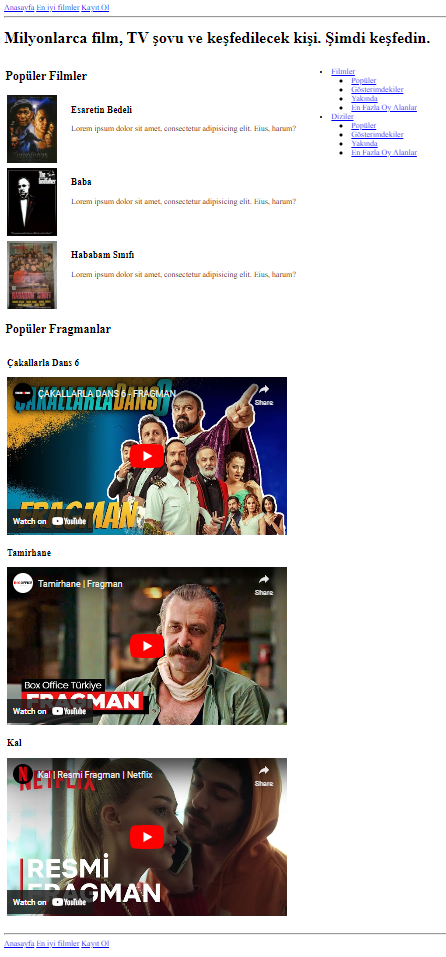 Anasayfa En iyi filmler Kayıt Ol
Milyonlarca film, TV şovu ve keşfedilecek kişi. Şimdi keşfedin.
Popüler Filmler
Esaretin Bedeli
Lorem ipsum dolor sit amet, consectetur adipisicing elit. Eius, harum?
Baba
Lorem ipsum dolor sit amet, consectetur adipisicing elit. Eius, harum?
Hababam Sınıfı
Lorem ipsum dolor sit amet, consectetur adipisicing elit. Eius, harum?
Filmler
Popüler
Gösterimdekiler
Yakında
En Fazla Oy Alanlar
Diziler
Popüler
Gösterimdekiler
Yakında
En Fazla Oy Alanlar
Popüler Fragmanlar
Çakallarla Dans 6
ÇAKALLARLA DANS 6 - FRAGMAN
Share
ÇAKALLARLA DANS 6
FRAGMAN
Watch on YouTube
Tamirhane
Tamirhane | Fragman
Share
Box Office Türkiye
FRAGMAN
Watch on YouTube
Kal
Kal | Resmi Fragman | Netflix
Share
NETFLIX
RESMİ
FRAGMAN
Watch on YouTube
Anasayfa En iyi filmler Kayıt Ol